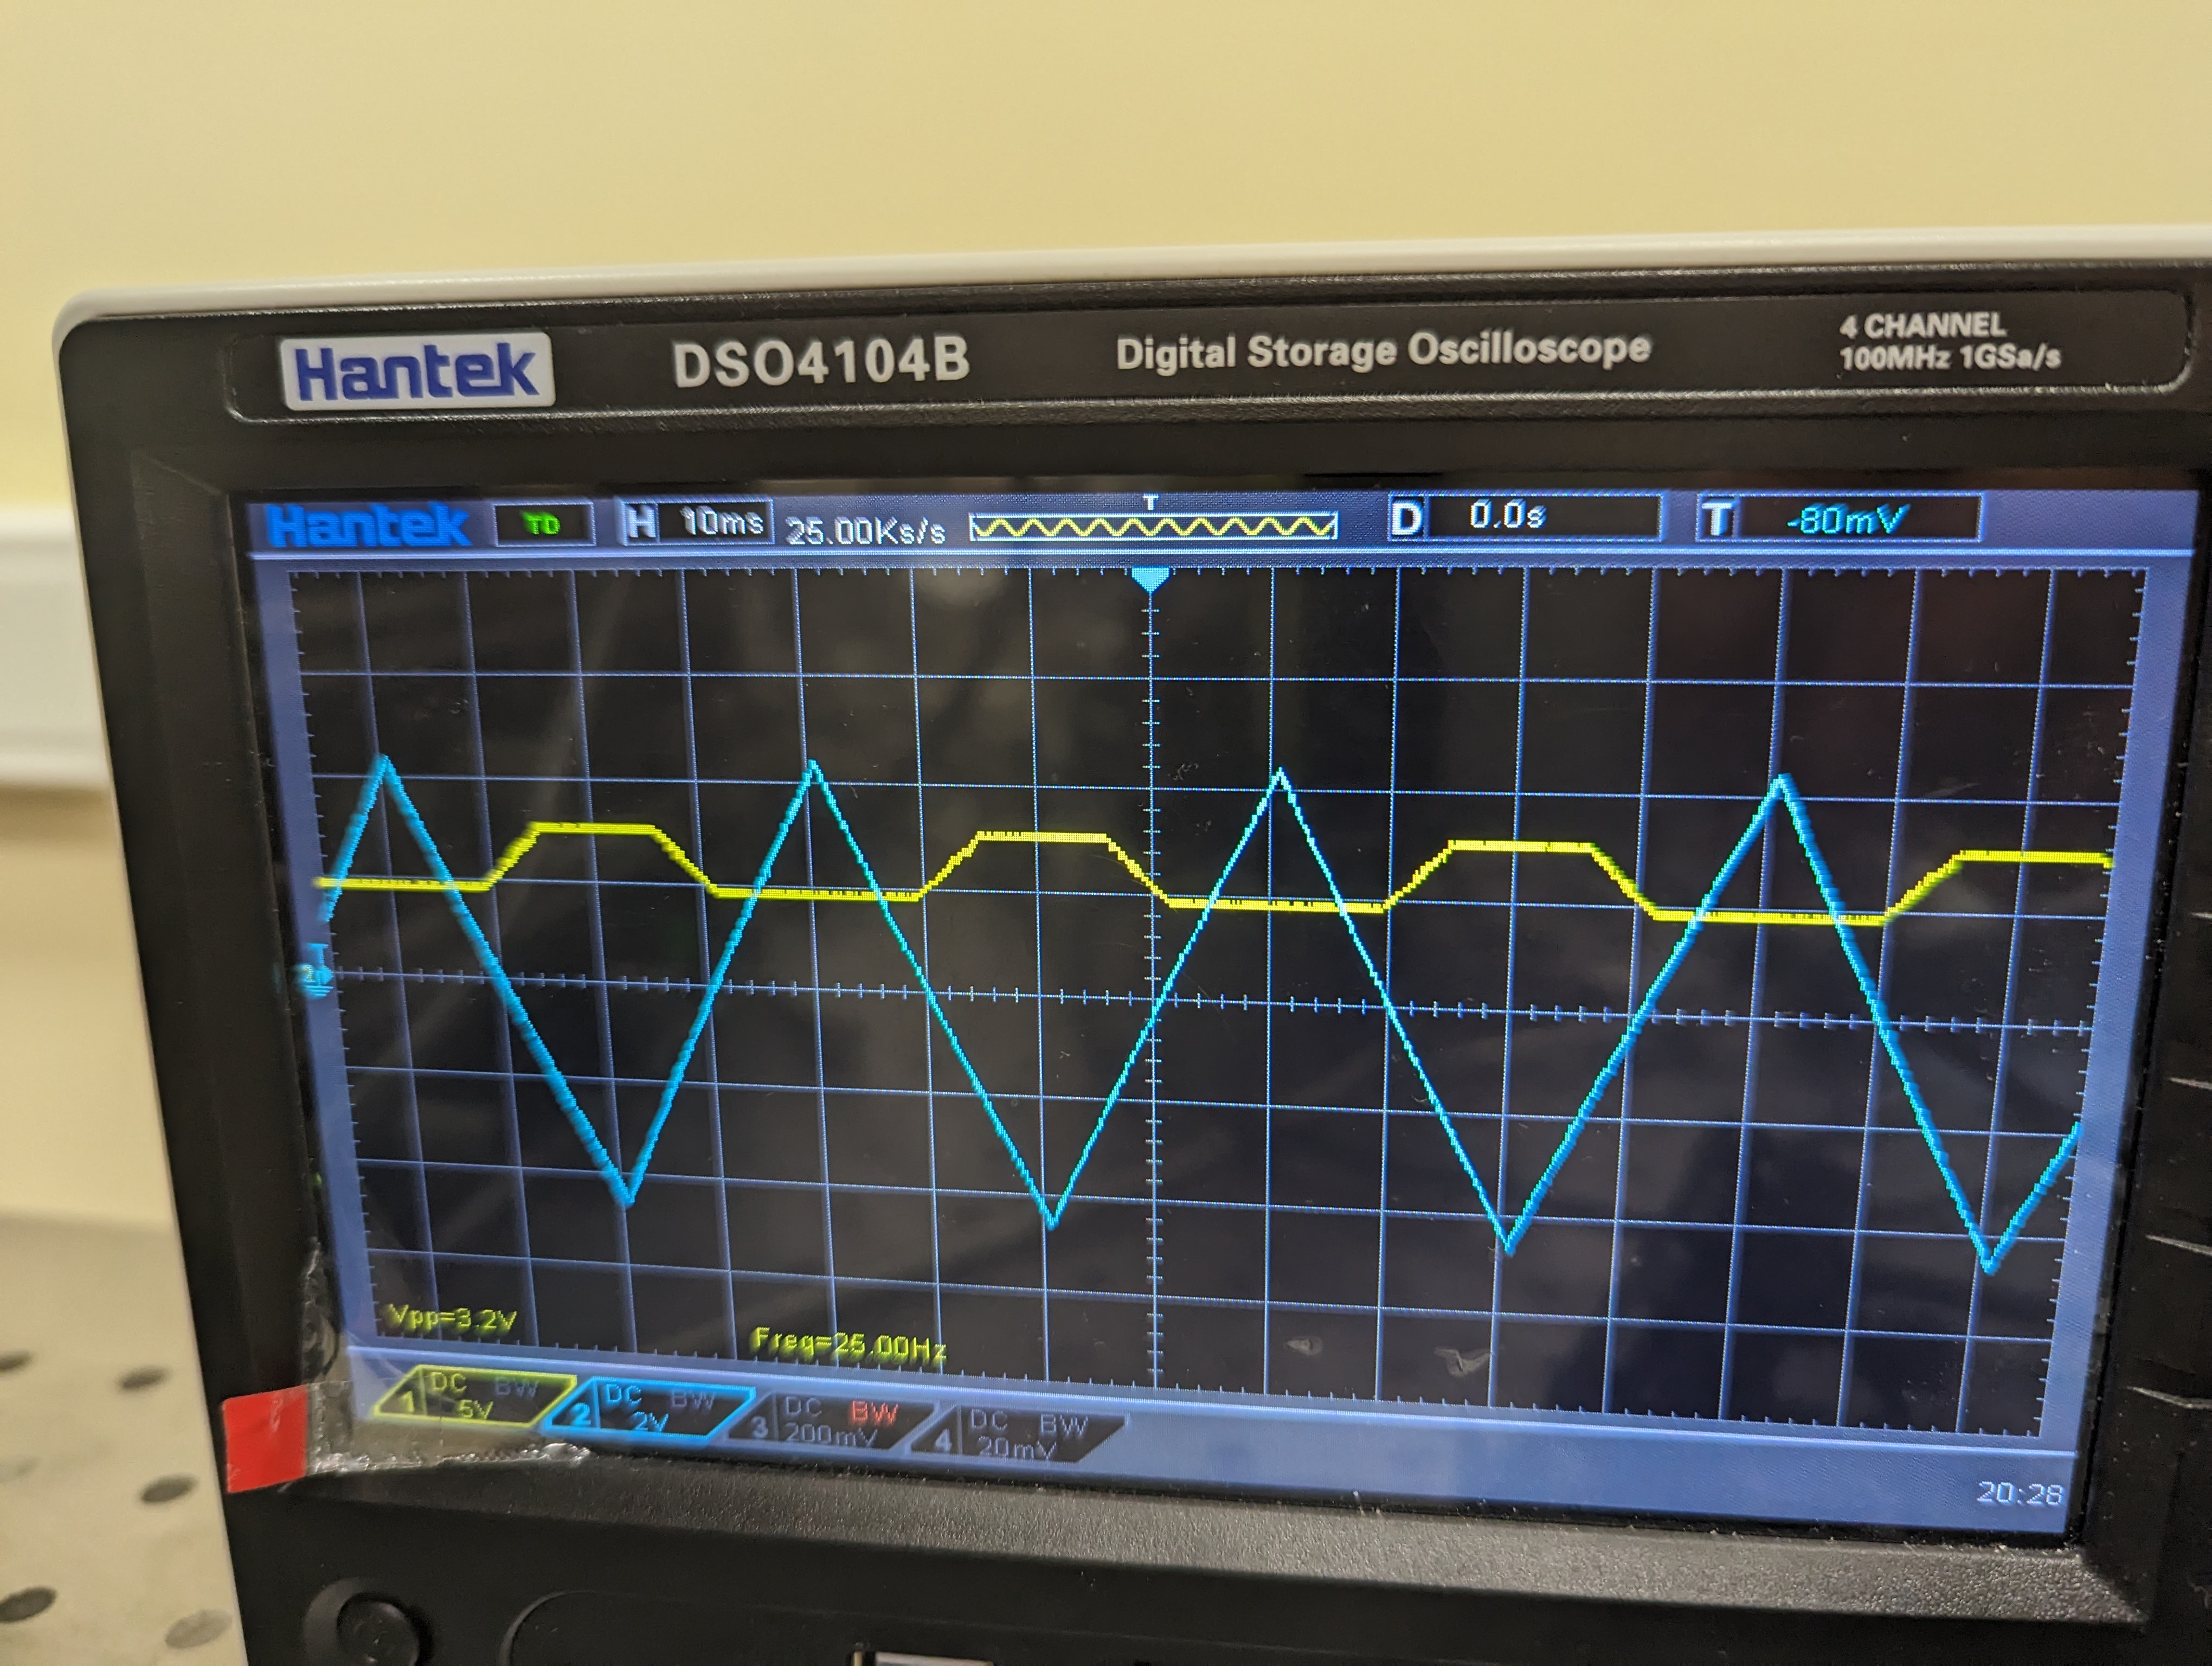 Hantek DSO4104B Digital Storage Oscilloscope 4 CHANNEL
100MHz 1GSa/s
T
Hantek TD H 10ms 25.00Ks/s D 0.0s T -80mV
2
Vpp=3.2V Freq=25.00Hz
1 DC BW 2 DC BW 3 DC BW 4 DC BW
5V 2V 200mV 20mV
20:28